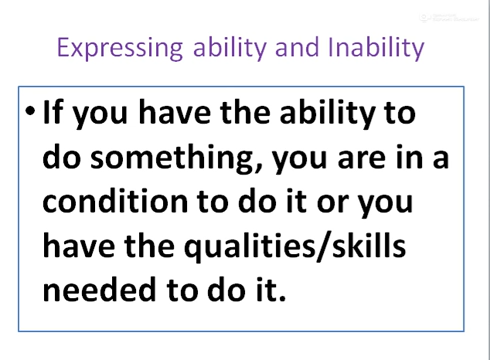 Expressing ability and Inability
• If you have the ability to
do something, you are in a
condition to do it or you
have the qualities/skills
needed to do it.